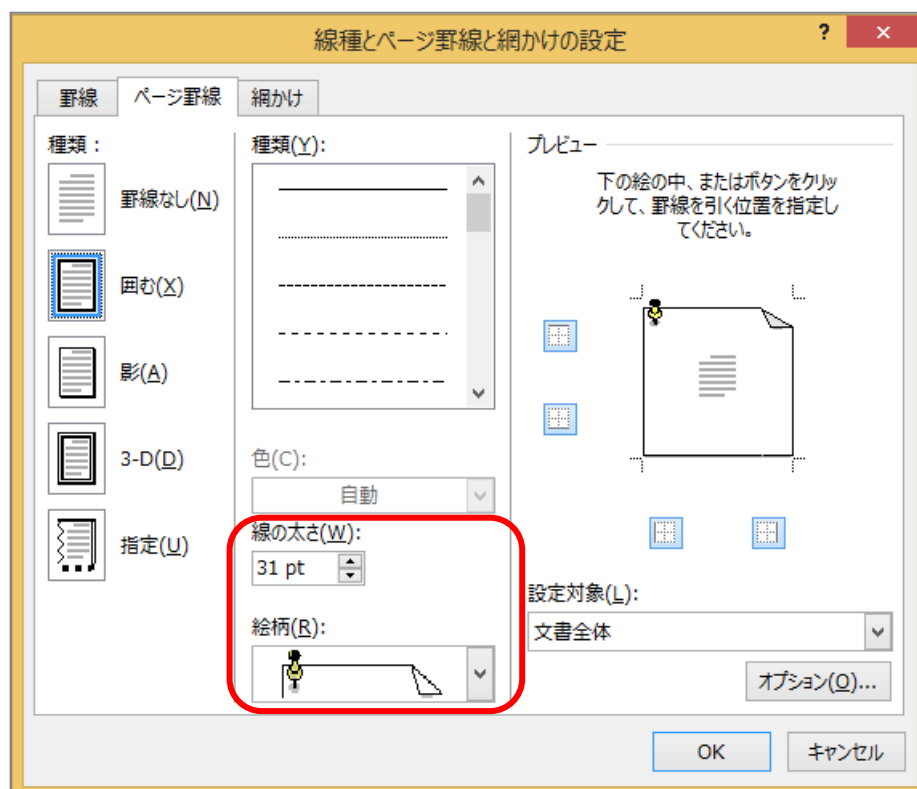 線種とページ罫線と網かけの設定
? ×
罫線 ページ罫線 網かけ
種類：
罫線なし(N)
囲む(X)
影(A)
3-D(D)
指定(U)
種類(Y):
色(C):
自動
線の太さ(W):
31 pt
絵柄(R):
プレビュー
下の絵の中、またはボタンをクリッ
クして、罫線を引く位置を指定し
てください。
設定対象(L):
文書全体
オプション(O)...
OK キャンセル